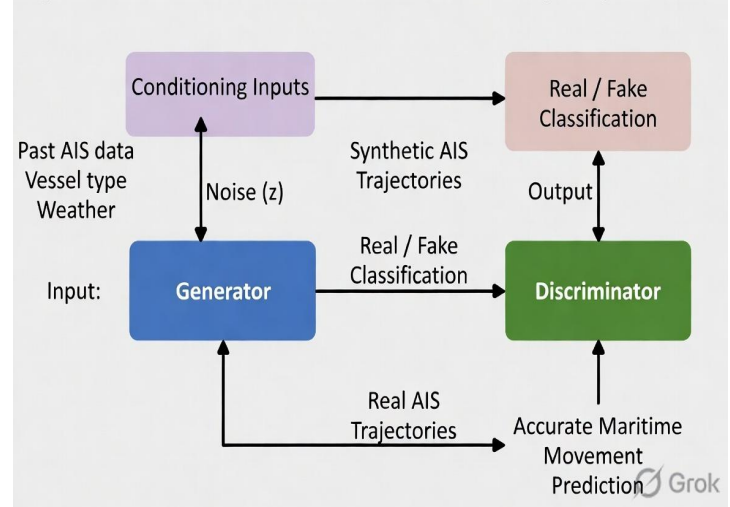 Conditioning Inputs
Real / Fake
Classification
Past AIS data
Vessel type
Weather
Noise (z)
Synthetic AIS
Trajectories
Output
Input:
Generator
Real / Fake
Classification
Discriminator
Real AIS
Trajectories
Accurate Maritime
Movement
Prediction
Grok